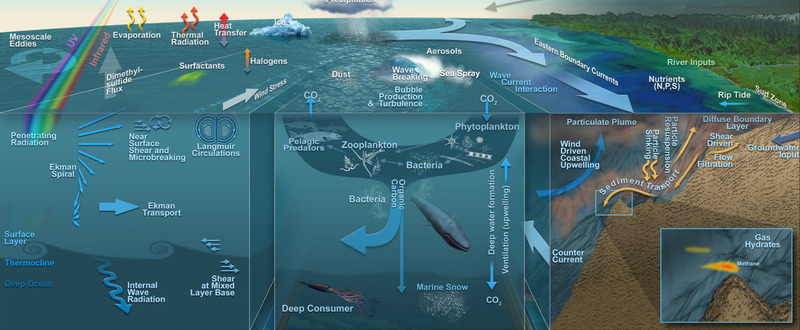 Precipitation
Mesoscale
Eddies
UV
Infrared
Evaporation
Thermal
Radiation
Heat
Transfer
Ice
Dimethyl-
sulfide
Flux
Surfactants
Halogens
Wind Stress
Dust
Aerosols
Wave
Breaking
Sea Spray
Bubble
Production
& Turbulence
Wave
Current
Interaction
Eastern Boundary Currents
River Inputs
Nutrients
(N,P,S)
Rip Tide
Surf Zone
CO2
CO2
Penetrating
Radiation
Near
Surface
Shear and
Microbreaking
Langmuir
Circulations
Ekman
Spiral
Ekman
Transport
Surface
Layer
Thermocline
Deep Ocean
Internal
Wave
Radiation
Shear
at Mixed
Layer Base
Pelagic
Predators
Zooplankton
Phytoplankton
Bacteria
Bacteria
Organic
Carbon
Deep water formation
Ventilation (upwelling)
Marine Snow
CO2
Deep Consumer
Particulate Plume
Wind
Driven
Coastal
Upwelling
Particle
Sinking
Particle
Resuspension
Diffuse Boundary
Layer
Shear
Driven
Flow
Filtration
Groundwater
Input
Sediment Transport
Counter
Current
Gas
Hydrates
Methane